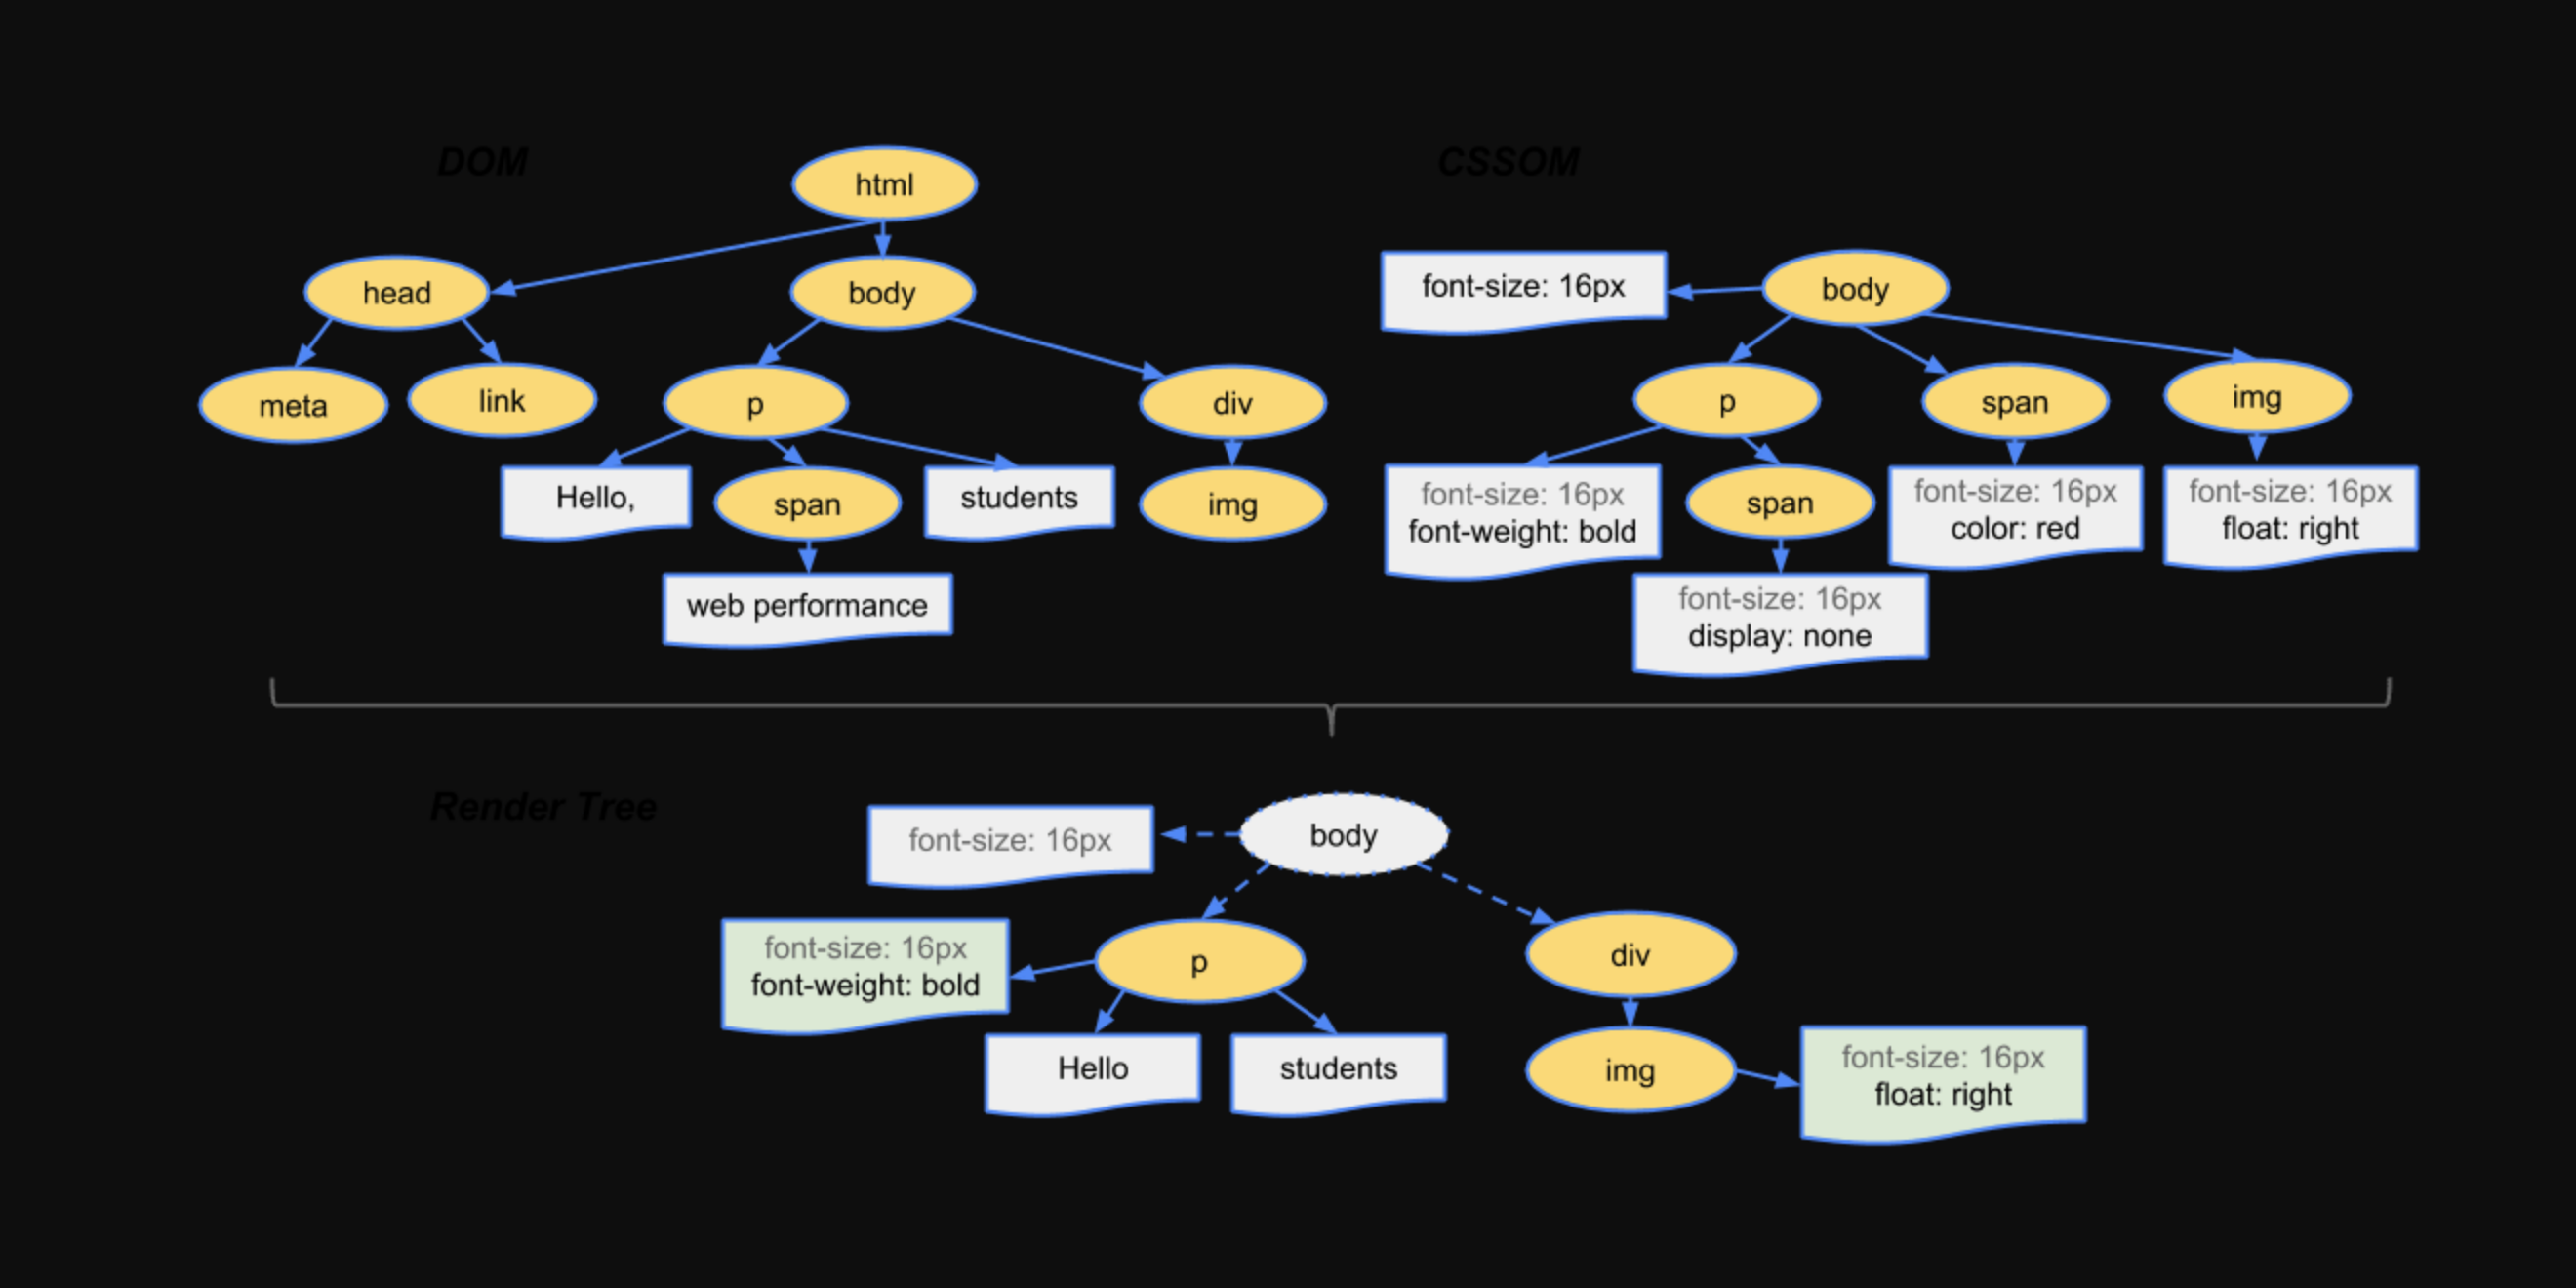 DOM
html
head
body
meta
link
p
div
Hello,
span
students
img
web performance
CSSOM
font-size: 16px
body
p
span
img
font-size: 16px
font-weight: bold
span
font-size: 16px
color: red
font-size: 16px
float: right
font-size: 16px
display: none
Render Tree
font-size: 16px
body
font-size: 16px
font-weight: bold
p
div
Hello
students
img
font-size: 16px
float: right